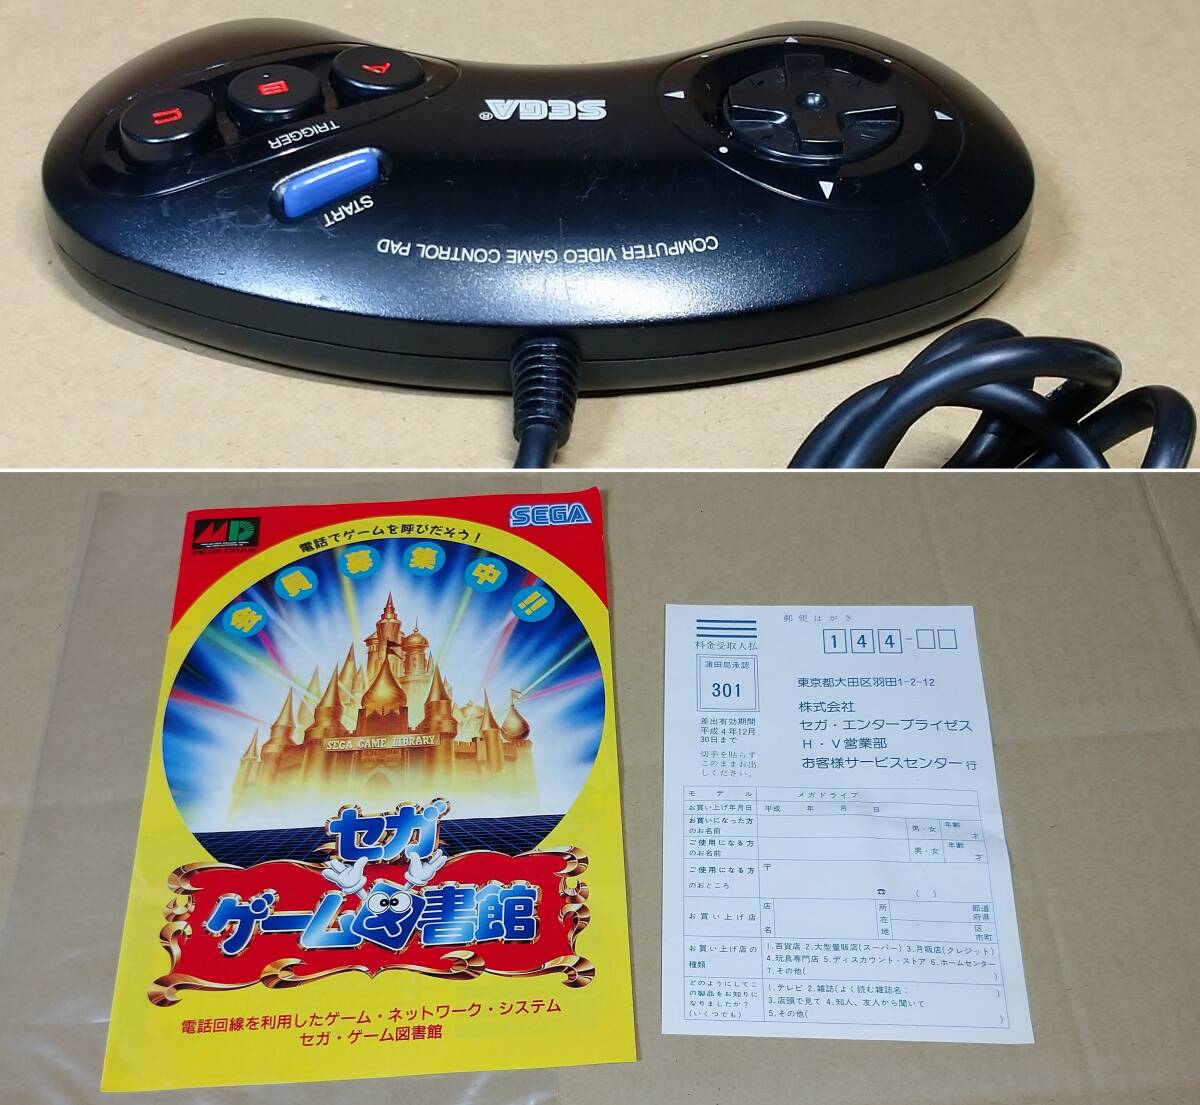 A
B
C
TRIGGER
SEGA®
START
COMPUTER VIDEO GAME CONTROL PAD
MD
MEGA DRIVE
SEGA
電話でゲームを呼びだそう！
会員募集中!!
SEGA GAME LIBRARY
セガ
ゲーム図書館
電話回線を利用したゲーム・ネットワーク・システム
セガ・ゲーム図書館
郵便はがき
料金受取人払
144-
蒲田局承認
301
差出有効期間
平成4年12月
30日まで
切手を貼らず
このままお出
しください。
東京都大田区羽田1-2-12
株式会社
セガ・エンタープライゼス
H・V営業部
お客様サービスセンター 行
モデル メガドライブ
お買い上げ年月日 平成 年 月 日
お買いになった方のお名前 男・女 年齢 才
ご使用になる方のお名前 男・女 年齢 才
ご使用になる方のおところ 〒 ☎ ( )
お買い上げ店 店名 所在地 都道府県 区市町
お買い上げ店の種類
1.百貨店 2.大型量販店(スーパー) 3.月販店(クレジット)
4.玩具専門店 5.ディスカウント・ストア 6.ホームセンター
7.その他( )
どのようにしてこの製品をお知りになりましたか？(いくつでも)
1.テレビ 2.雑誌(よく読む雑誌名： )
3.店頭で見て 4.知人、友人から聞いて
5.その他( )